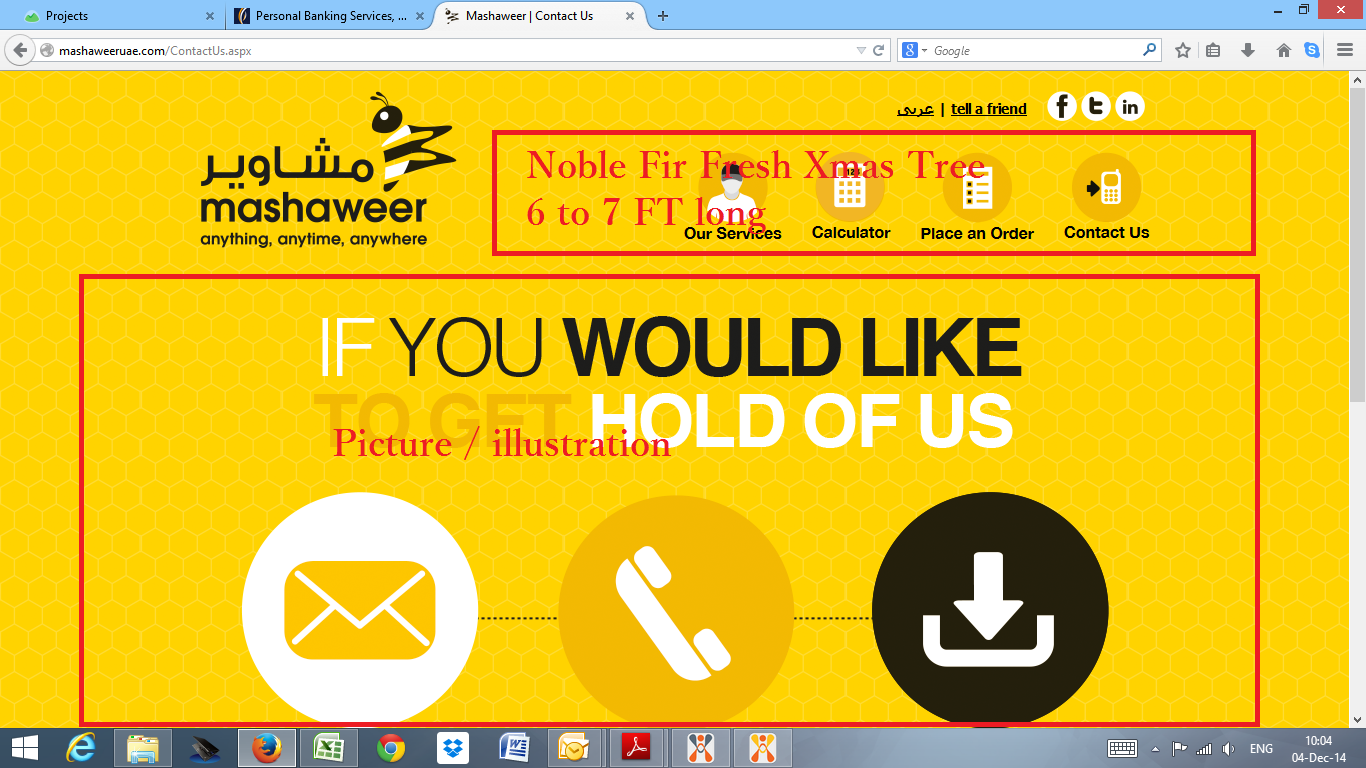 Projects
Personal Banking Services, ...
Mashaweer | Contact Us
mashaweeruae.com/ContactUs.aspx
Google
عربى | tell a friend
مشاوير
mashaweer
anything, anytime, anywhere
Noble Fir Fresh Xmas Tree
6 to 7 FT long
Our Services
Calculator
Place an Order
Contact Us
IF YOU WOULD LIKE
TO GET HOLD OF US
Picture / illustration
ENG
10:04
04-Dec-14